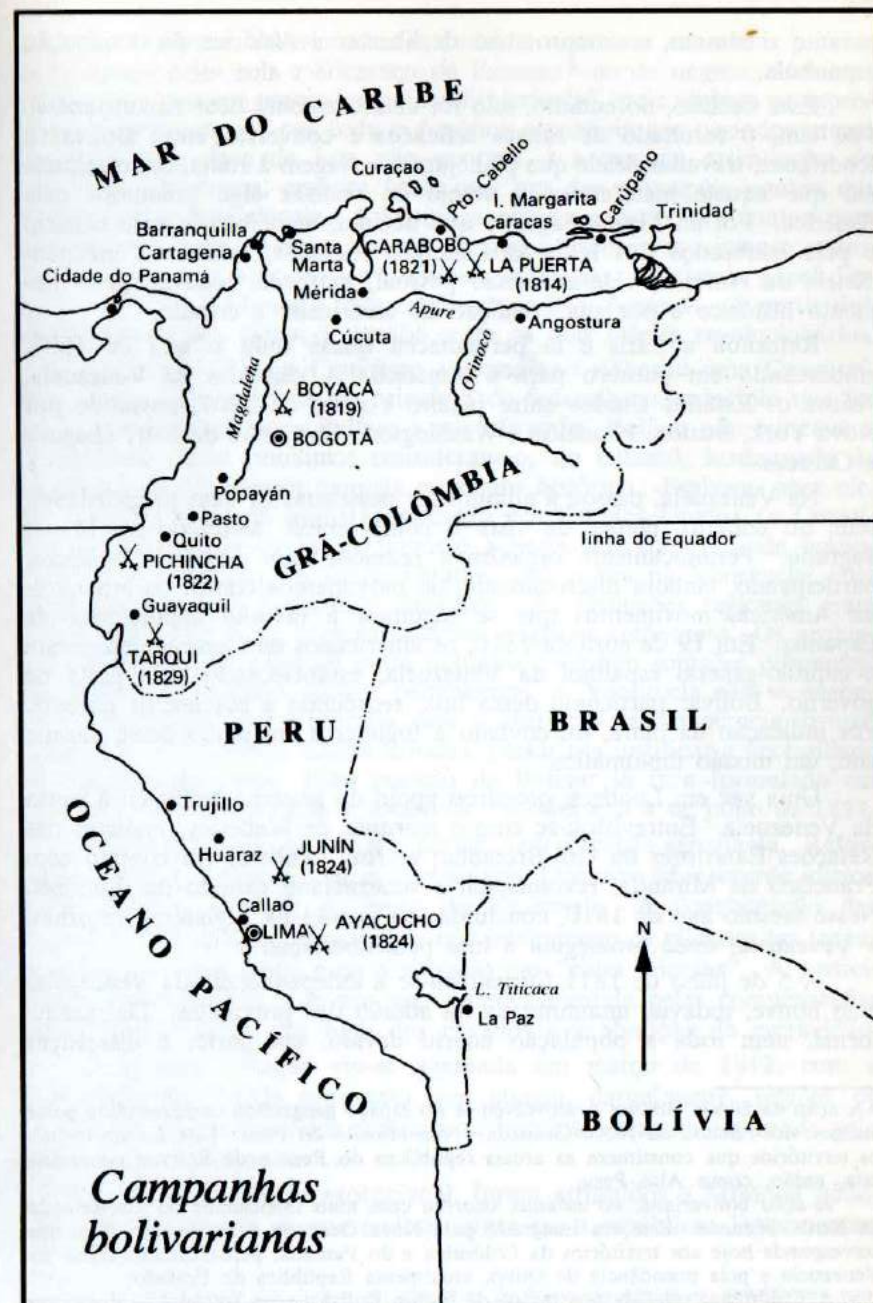 MAR DO CARIBE
Curaçao
Pto. Cabello
I. Margarita
Carupano
Trinidad
Barranquilla
Cartagena
Santa
Marta
CARABOBO
(1821)
Caracas
LA PUERTA
(1814)
Cidade do Panamá
Mérida
Apure
Cúcuta
Orinoco
Angostura
Magdalena
BOYACA
(1819)
BOGOTÁ
Popayán
Pasto
Quito
PICHINCHA
(1822)
GRÃ-COLÔMBIA
linha do Equador
Guayaquil
TARQUI
(1829)
PERU
BRASIL
Trujillo
Huaraz
JUNÍN
(1824)
Callao
LIMA
AYACUCHO
(1824)
OCEANO PACÍFICO
N
L. Titicaca
La Paz
BOLÍVIA
Campanhas
bolivarianas